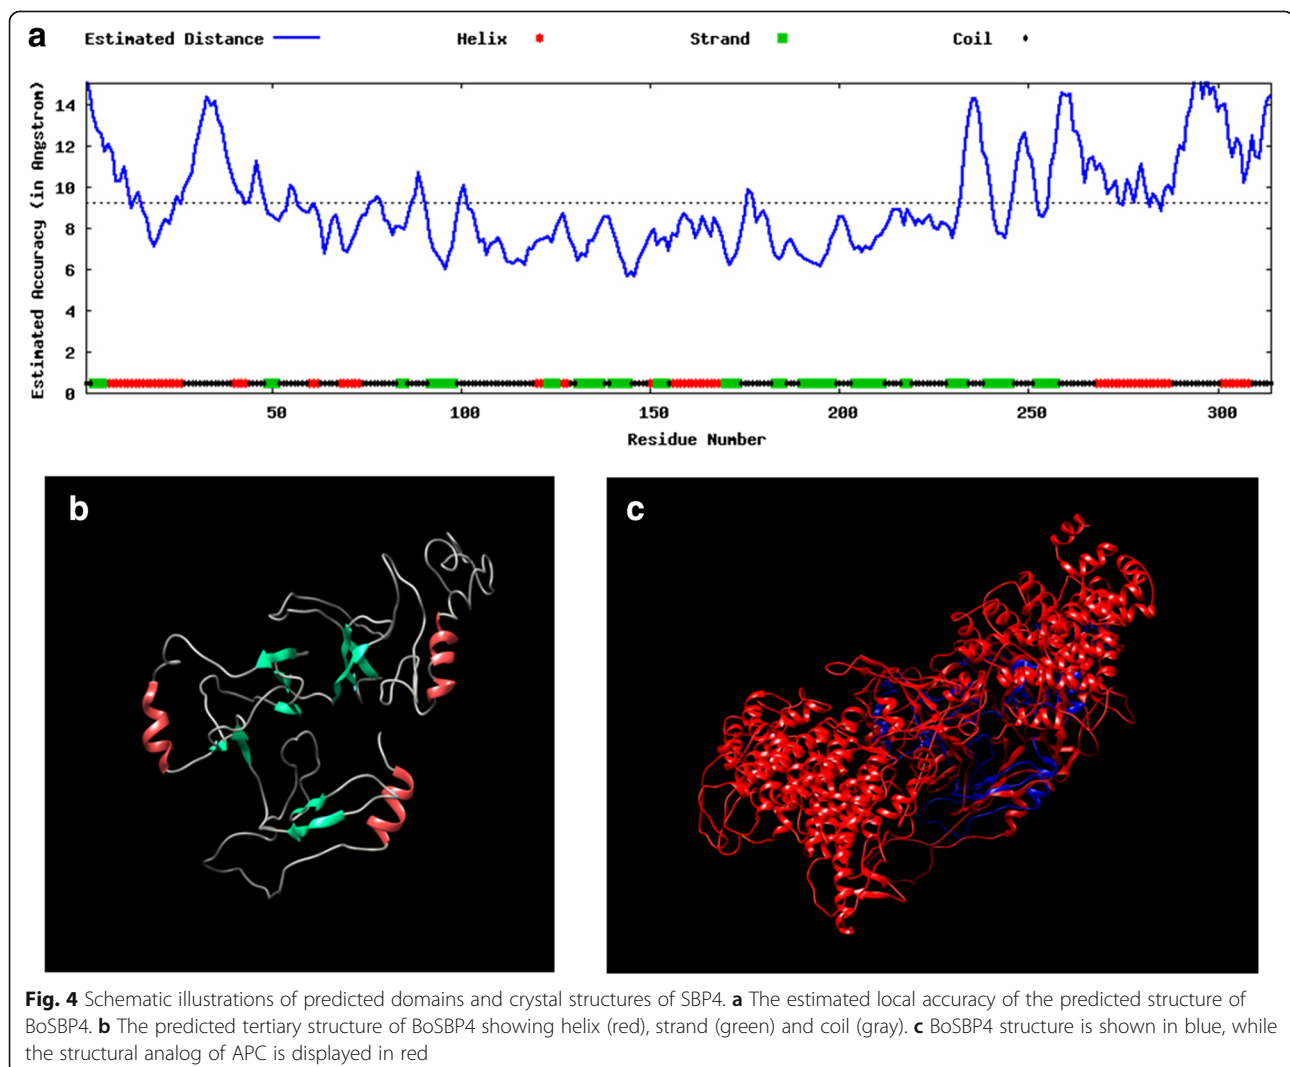 a
Estimated Distance
Helix
Strand
Coil
Estimated Accuracy (in Angstrom)
14
12
10
8
6
4
2
0
50
100
150
200
250
300
Residue Number
b
c
Fig. 4 Schematic illustrations of predicted domains and crystal structures of SBP4. a The estimated local accuracy of the predicted structure of
BoSBP4. b The predicted tertiary structure of BoSBP4 showing helix (red), strand (green) and coil (gray). c BoSBP4 structure is shown in blue, while
the structural analog of APC is displayed in red